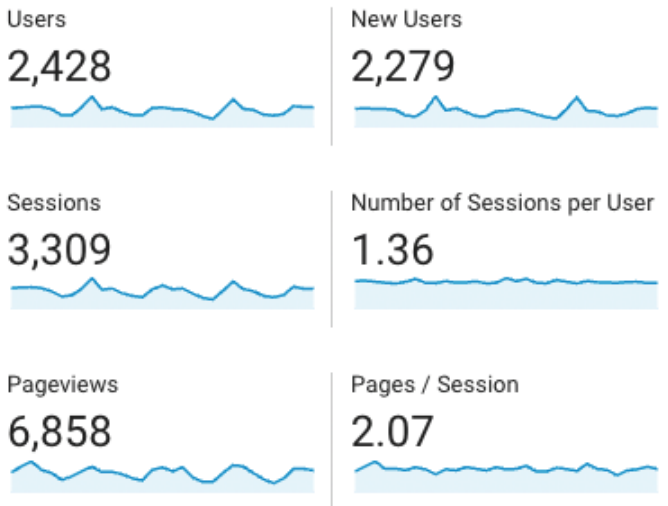 Users
New Users
2,428
2,279
Sessions
Number of Sessions per User
3,309
1.36
Pageviews
Pages / Session
6,858
2.07